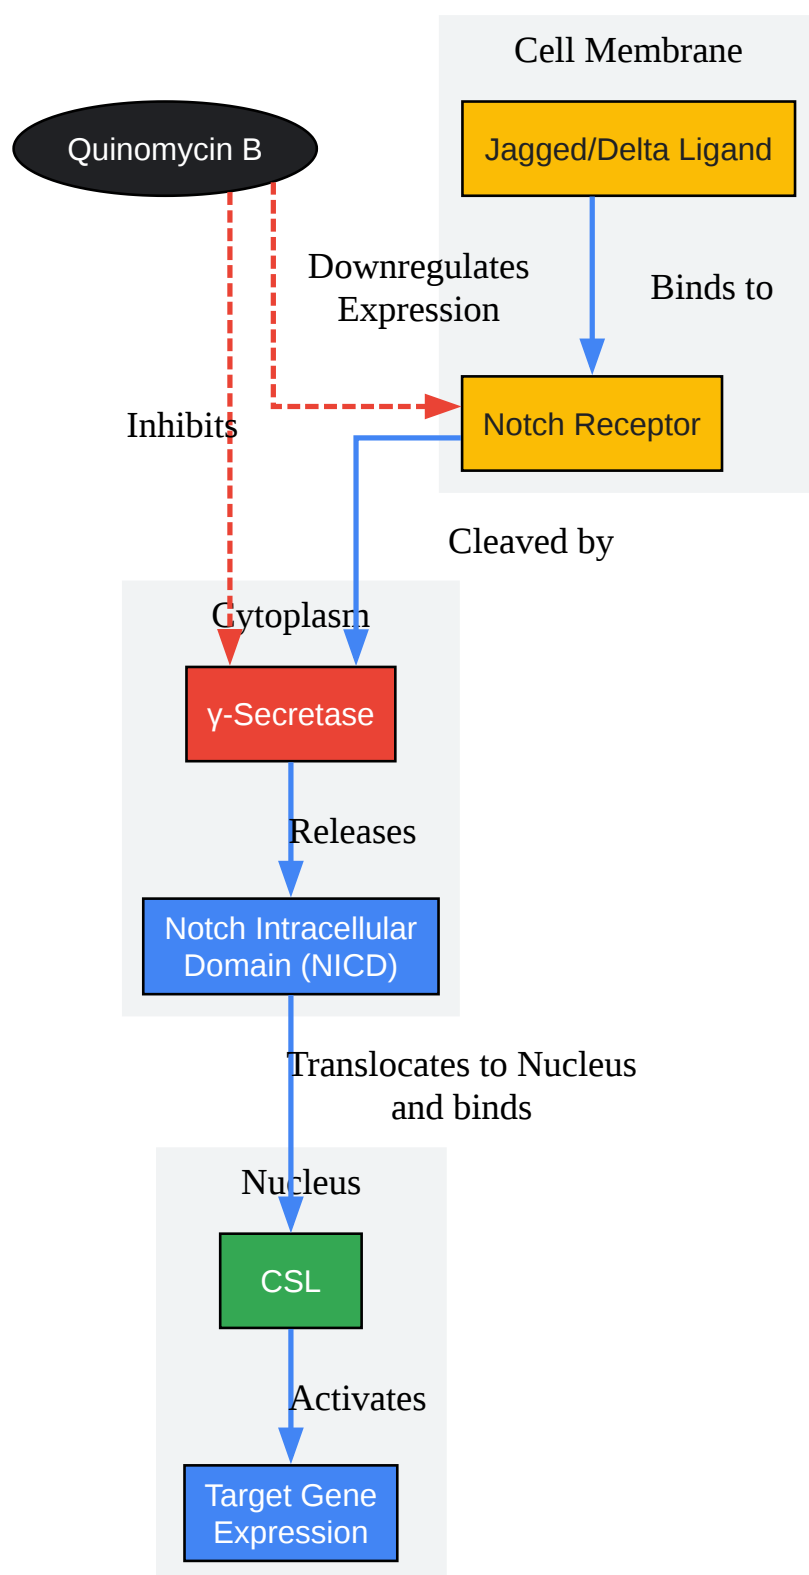 Cell Membrane
Quinomycin B
Jagged/Delta Ligand
Downregulates
Expression
Binds to
Inhibits
Notch Receptor
Cleaved by
Cytoplasm
γ-Secretase
Releases
Notch Intracellular
Domain (NICD)
Translocates to Nucleus
and binds
Nucleus
CSL
Activates
Target Gene
Expression